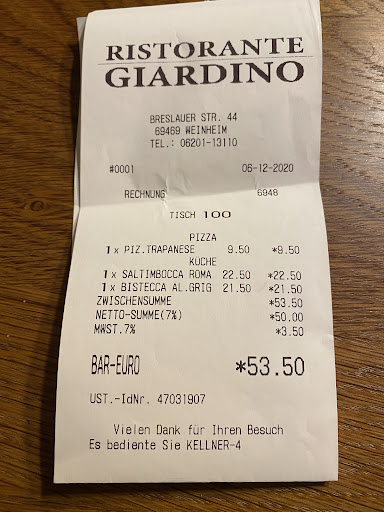 RISTORANTE
GIARDINO
BRESLAUER STR. 44
69469 WEINHEIM
TEL.: 06201-13110
#0001 06-12-2020
RECHNUNG 6948
TISCH 100
PIZZA
1 x PIZ.TRAPANESE 9.50 *9.50
KÜCHE
1 x SALTIMBOCCA ROMA 22.50 *22.50
1 x BISTECCA AL.GRIG 21.50 *21.50
ZWISCHENSUMME *53.50
NETTO-SUMME(7%) *50.00
MWST.7% *3.50
BAR-EURO *53.50
UST.-IdNr. 47031907
Vielen Dank für Ihren Besuch
Es bediente Sie KELLNER-4